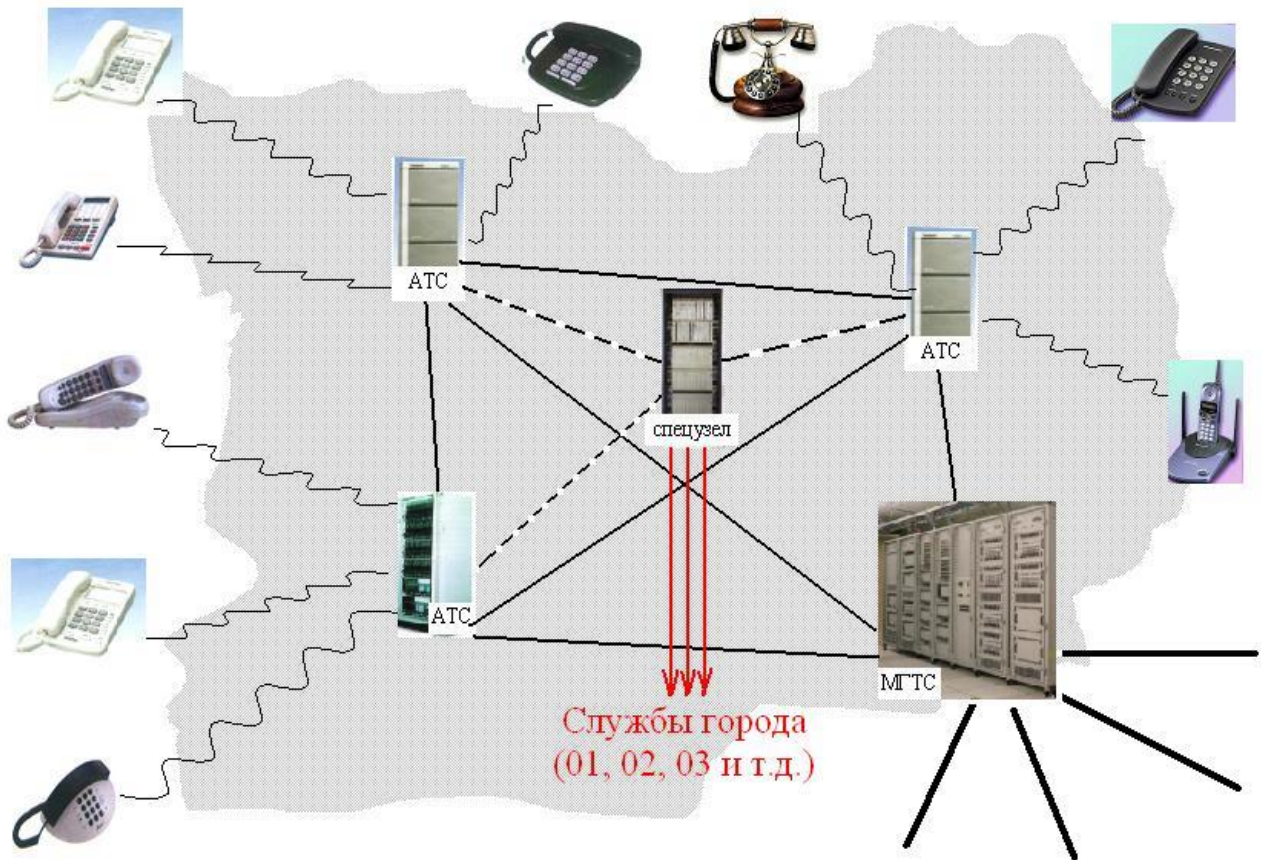 АТС
АТС
спецузел
АТС
МГТС
Службы города
(01, 02, 03 и т.д.)